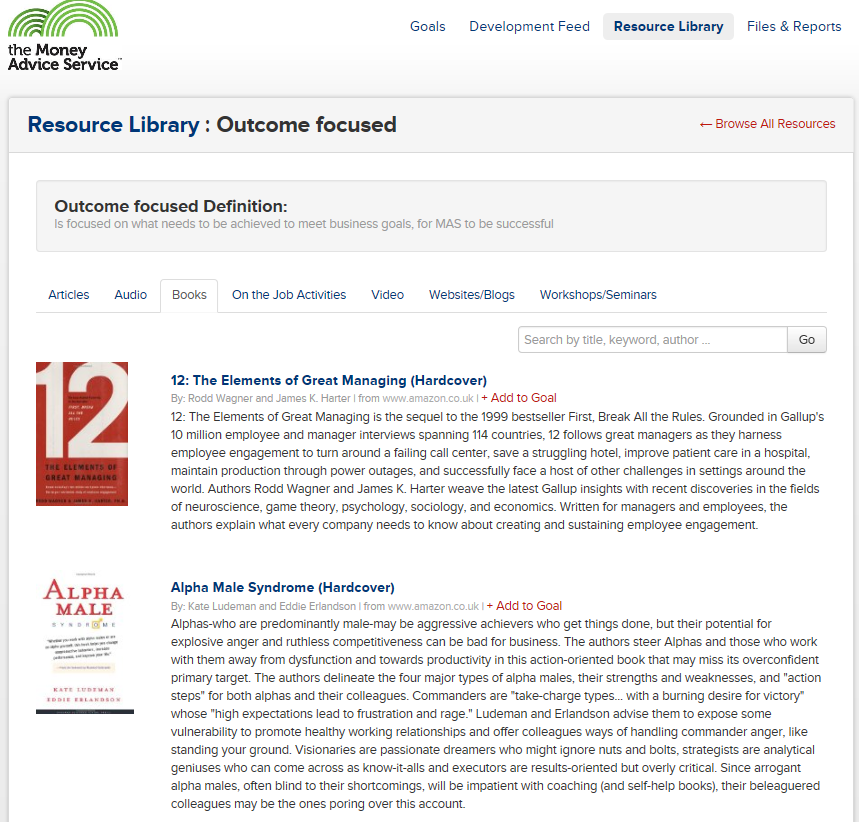 the Money
Advice Service™
Goals
Development Feed
Resource Library
Files & Reports
Resource Library : Outcome focused
← Browse All Resources
Outcome focused Definition:
Is focused on what needs to be achieved to meet business goals, for MAS to be successful
Articles
Audio
Books
On the Job Activities
Video
Websites/Blogs
Workshops/Seminars
Search by title, keyword, author ...
Go
12
THE ELEMENTS OF
GREAT MANAGING
12: The Elements of Great Managing (Hardcover)
By: Rodd Wagner and James K. Harter | from www.amazon.co.uk | + Add to Goal
12: The Elements of Great Managing is the sequel to the 1999 bestseller First, Break All the Rules. Grounded in Gallup's
10 million employee and manager interviews spanning 114 countries, 12 follows great managers as they harness
employee engagement to turn around a failing call center, save a struggling hotel, improve patient care in a hospital,
maintain production through power outages, and successfully face a host of other challenges in settings around the
world. Authors Rodd Wagner and James K. Harter weave the latest Gallup insights with recent discoveries in the fields
of neuroscience, game theory, psychology, sociology, and economics. Written for managers and employees, the
authors explain what every company needs to know about creating and sustaining employee engagement.
ALPHA
MALE
SYNDROME
KATE LUDEMAN
EDDIE ERLANDSON
Alpha Male Syndrome (Hardcover)
By: Kate Ludeman and Eddie Erlandson | from www.amazon.co.uk | + Add to Goal
Alphas-who are predominantly male-may be aggressive achievers who get things done, but their potential for
explosive anger and ruthless competitiveness can be bad for business. The authors steer Alphas and those who work
with them away from dysfunction and towards productivity in this action-oriented book that may miss its overconfident
primary target. The authors delineate the four major types of alpha males, their strengths and weaknesses, and "action
steps" for both alphas and their colleagues. Commanders are "take-charge types... with a burning desire for victory"
whose "high expectations lead to frustration and rage." Ludeman and Erlandson advise them to expose some
vulnerability to promote healthy working relationships and offer colleagues ways of handling commander anger, like
standing your ground. Visionaries are passionate dreamers who might ignore nuts and bolts, strategists are analytical
geniuses who can come across as know-it-alls and executors are results-oriented but overly critical. Since arrogant
alpha males, often blind to their shortcomings, will be impatient with coaching (and self-help books), their beleaguered
colleagues may be the ones poring over this account.